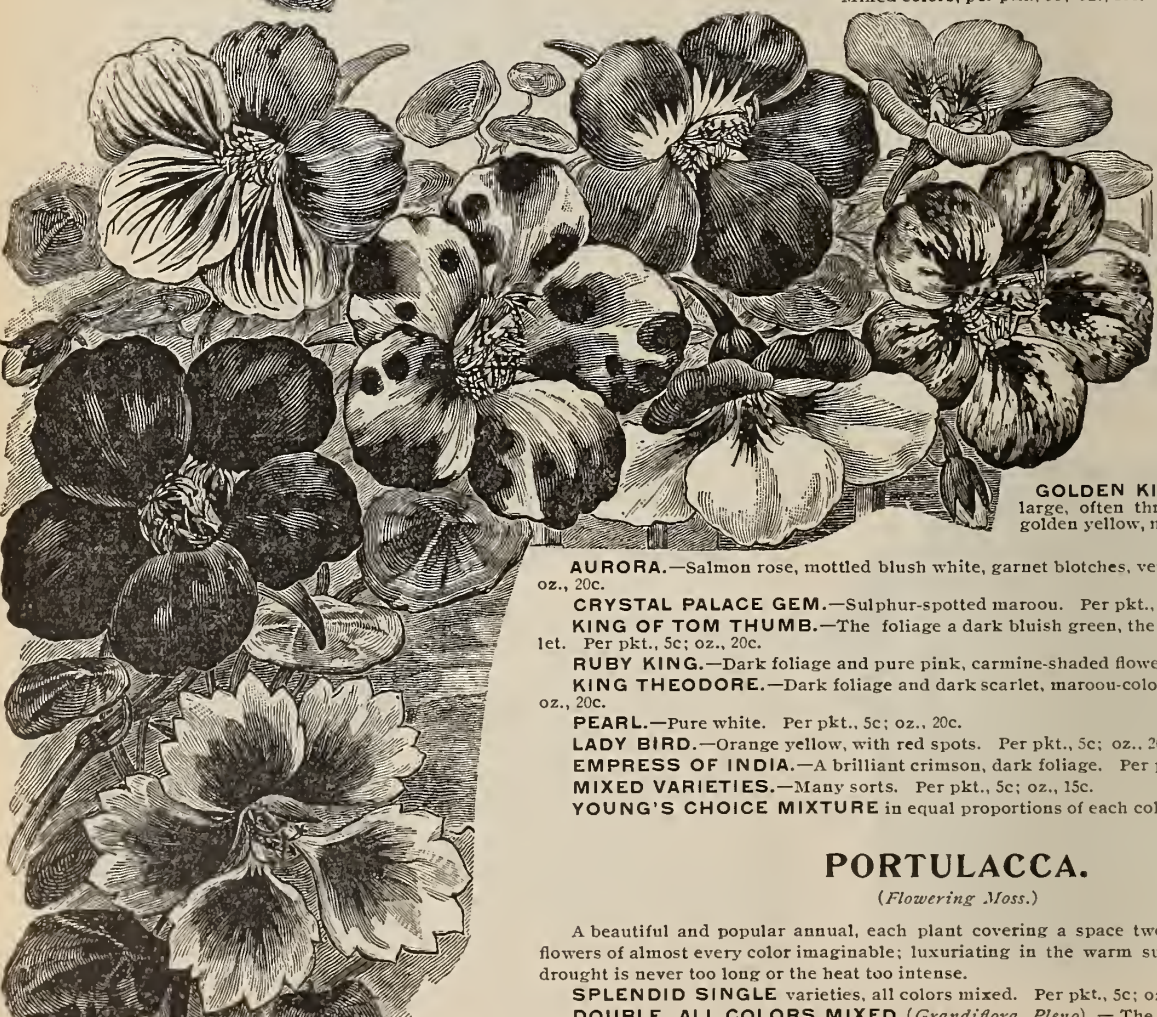 GOLDEN KI
large, often thr
golden yellow,
AURORA.—Salmon rose, mottled blush white, garnet blotches, ve
oz., 20c.
CRYSTAL PALACE GEM.—Sulphur-spotted maroou. Per pkt.,
KING OF TOM THUMB.—The foliage a dark bluish green, the
let. Per pkt., 5c; oz., 20c.
RUBY KING.—Dark foliage and pure pink, carmine-shaded flowe
KING THEODORE.—Dark foliage and dark scarlet, maroou-colo
oz., 20c.
PEARL.—Pure white. Per pkt., 5c; oz., 20c.
LADY BIRD.—Orange yellow, with red spots. Per pkt., 5c; oz.. 2
EMPRESS OF INDIA.—A brilliant crimson, dark foliage. Per
MIXED VARIETIES.—Many sorts. Per pkt., 5c; oz., 15c.
YOUNG'S CHOICE MIXTURE in equal proportions of each col
PORTULACCA.
(Flowering Moss.)
A beautiful and popular annual, each plant covering a space tw
flowers of almost every color imaginable; luxuriating in the warm su
drought is never too long or the heat too intense.
SPLENDID SINGLE varieties, all colors mixed. Per pkt., 5c; o
DOUBLE, ALL COLORS MIXED (Grandiflora Pleno) — The